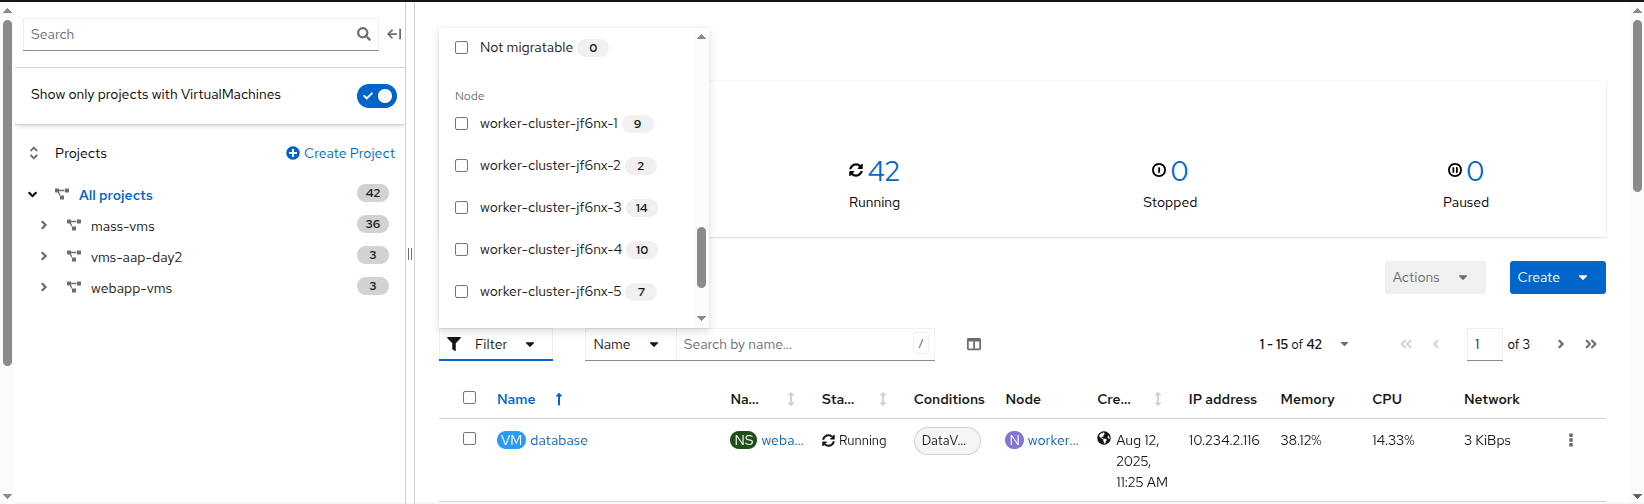 Search
Show only projects with VirtualMachines
Projects
Create Project
All projects 42
mass-vms 36
vms-aap-day2 3
webapp-vms 3
Not migratable 0
Node
worker-cluster-jf6nx-1 9
worker-cluster-jf6nx-2 2
worker-cluster-jf6nx-3 14
worker-cluster-jf6nx-4 10
worker-cluster-jf6nx-5 7
42
Running
0
Stopped
0
Paused
Actions
Create
Filter
Name
Search by name...
/
1 - 15 of 42
1 of 3
Name Na... Sta... Conditions Node Cre... IP address Memory CPU Network
VM database NS weba... Running DataV... N worker... Aug 12, 2025, 11:25 AM 10.234.2.116 38.12% 14.33% 3 KiBps